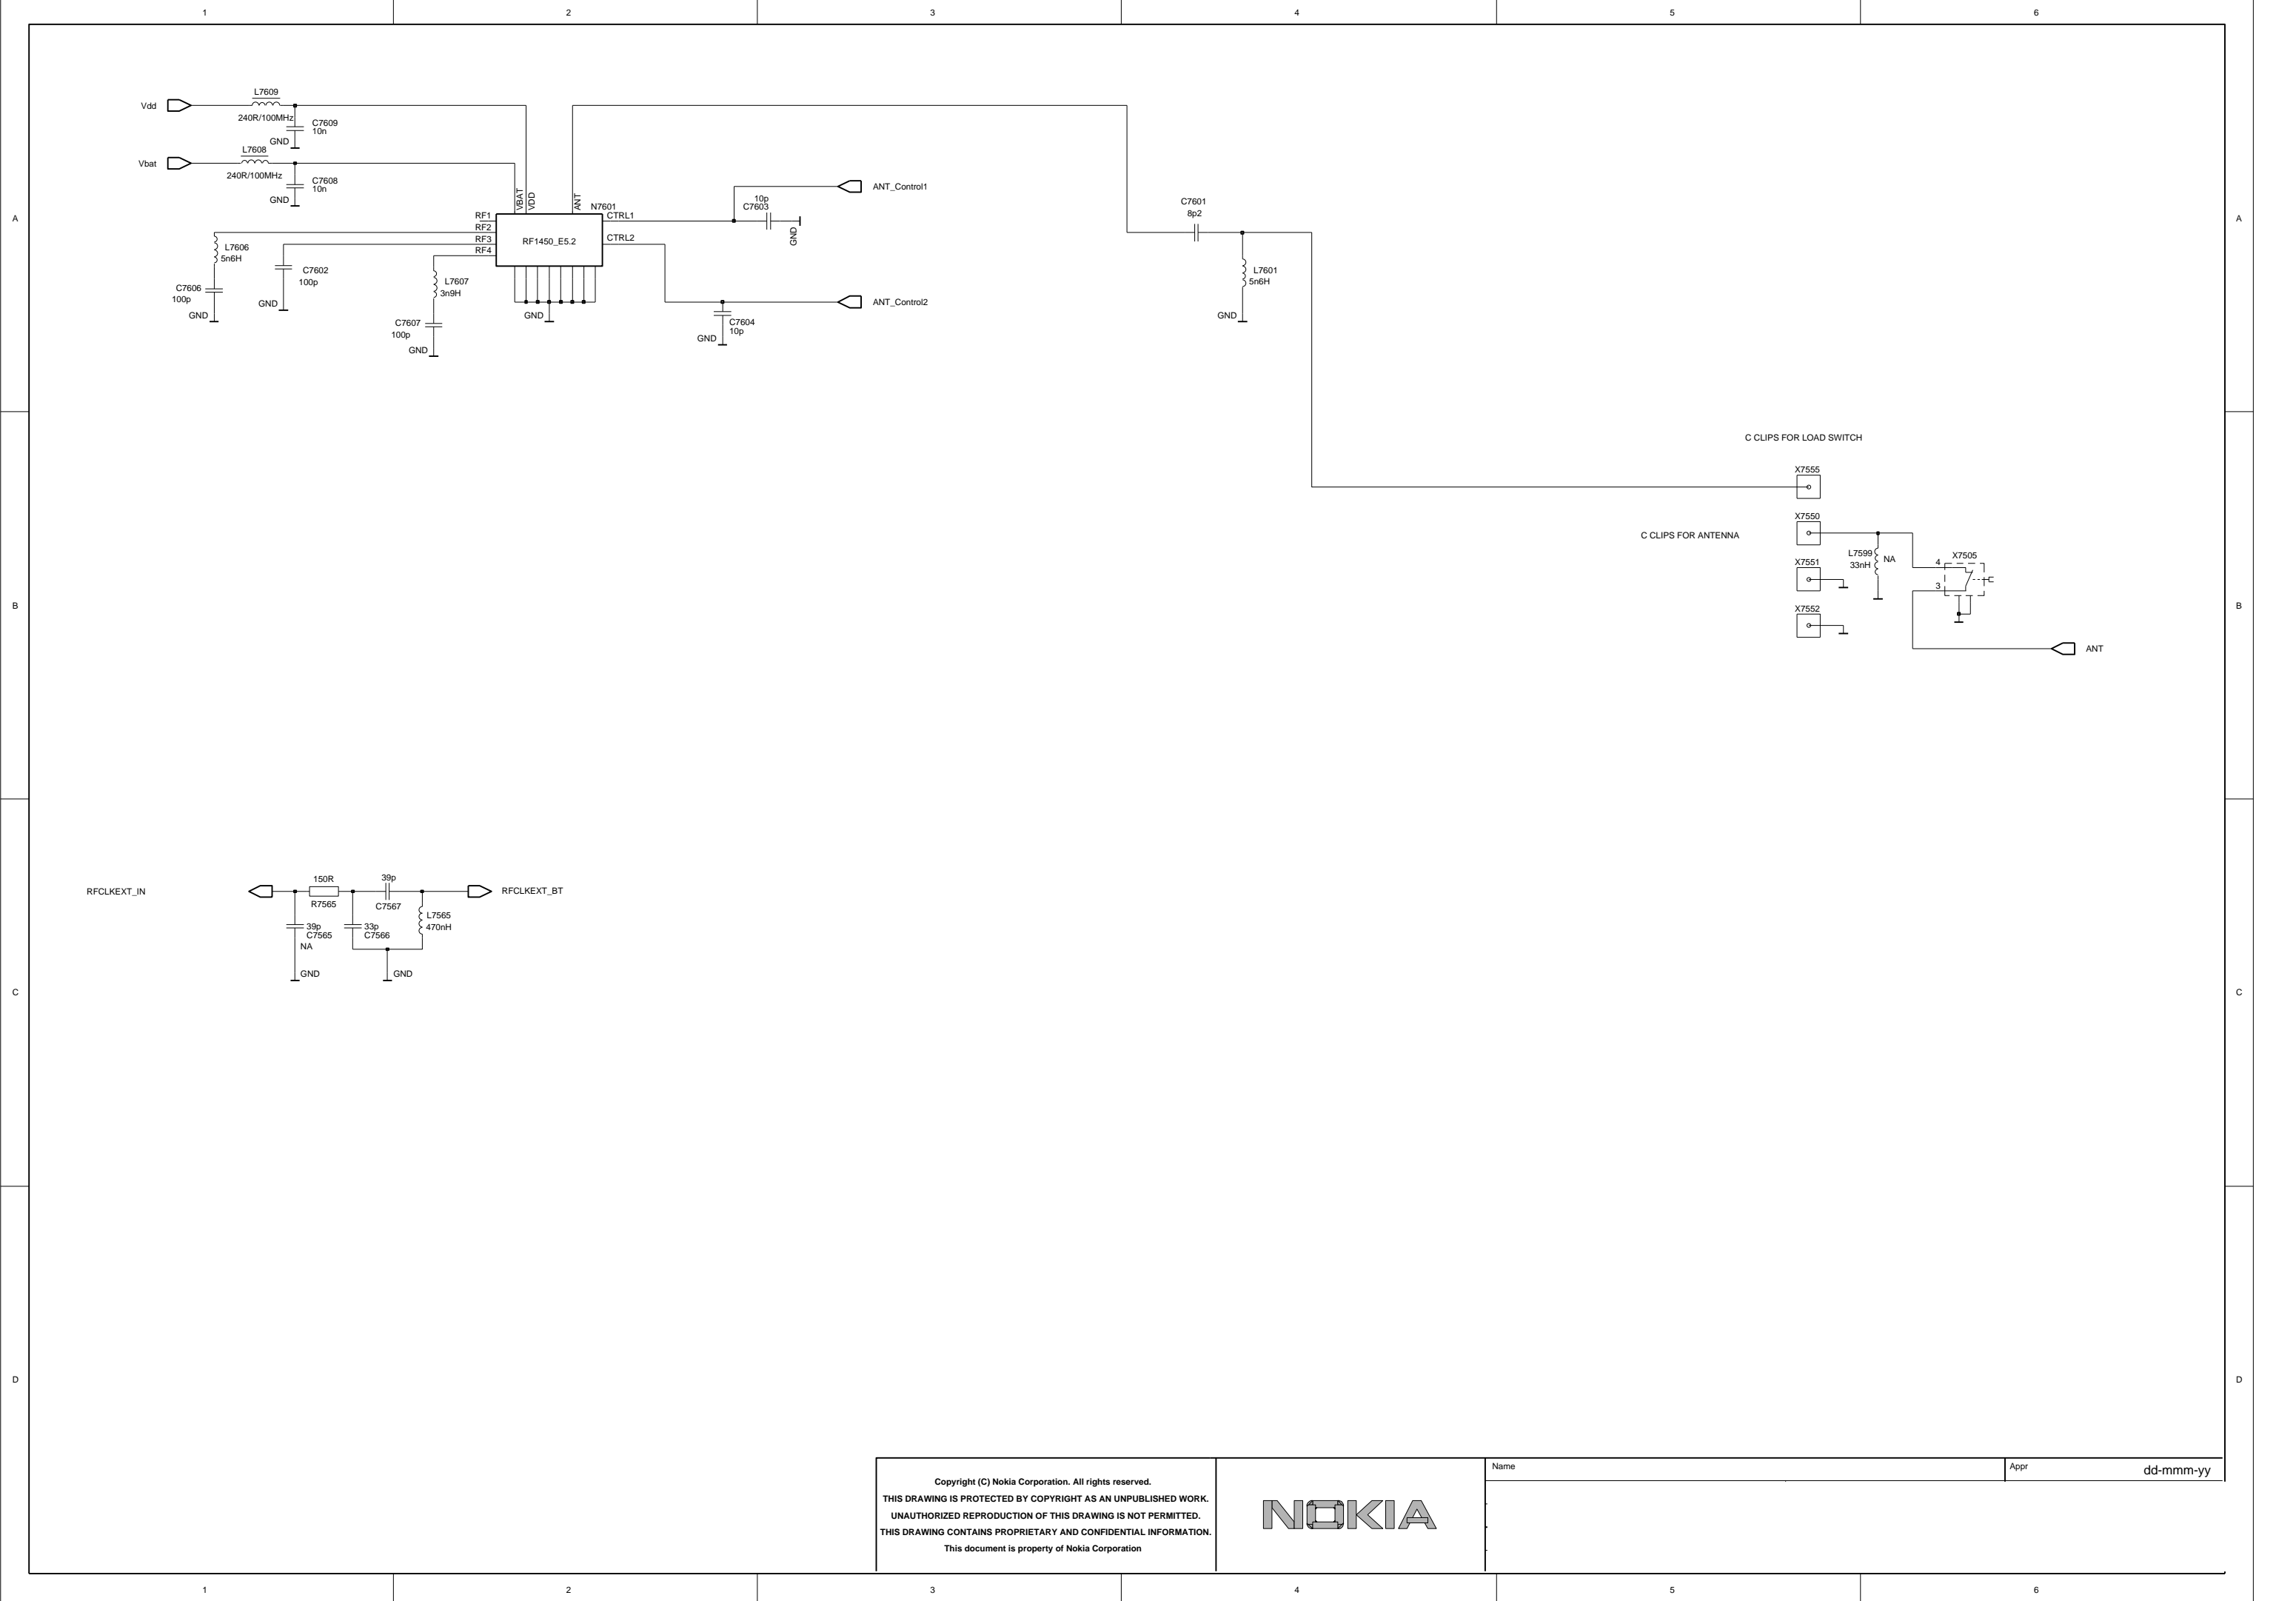 1 2 3 4 5 6
L7609
Vdd
240R/100MHz
C7609
10n
GND
L7608
Vbat
240R/100MHz
C7608
10n
GND
VBAT
VDD
ANT
N7601
RF1
RF2
RF3
RF4
RF1450_E5.2
CTRL1
CTRL2
ANT_Control1
10p
C7603
GND
L7606
5n6H
C7606
100p
GND
C7602
100p
GND
L7607
3n9H
C7607
100p
GND
GND
ANT_Control2
C7604
10p
GND
C7601
8p2
L7601
5n6H
GND
A A
C CLIPS FOR LOAD SWITCH
X7555
X7550
C CLIPS FOR ANTENNA
L7599
33nH
NA
X7505
4
3
X7551
X7552
ANT
B B
RFCLKEXT_IN
150R
R7565
39p
C7567
RFCLKEXT_BT
L7565
470nH
39p
C7565
NA
33p
C7566
GND
GND
C C
D D
Copyright (C) Nokia Corporation. All rights reserved.
THIS DRAWING IS PROTECTED BY COPYRIGHT AS AN UNPUBLISHED WORK.
UNAUTHORIZED REPRODUCTION OF THIS DRAWING IS NOT PERMITTED.
THIS DRAWING CONTAINS PROPRIETARY AND CONFIDENTIAL INFORMATION.
This document is property of Nokia Corporation
NOKIA
Name
Appr
dd-mmm-yy
1 2 3 4 5 6